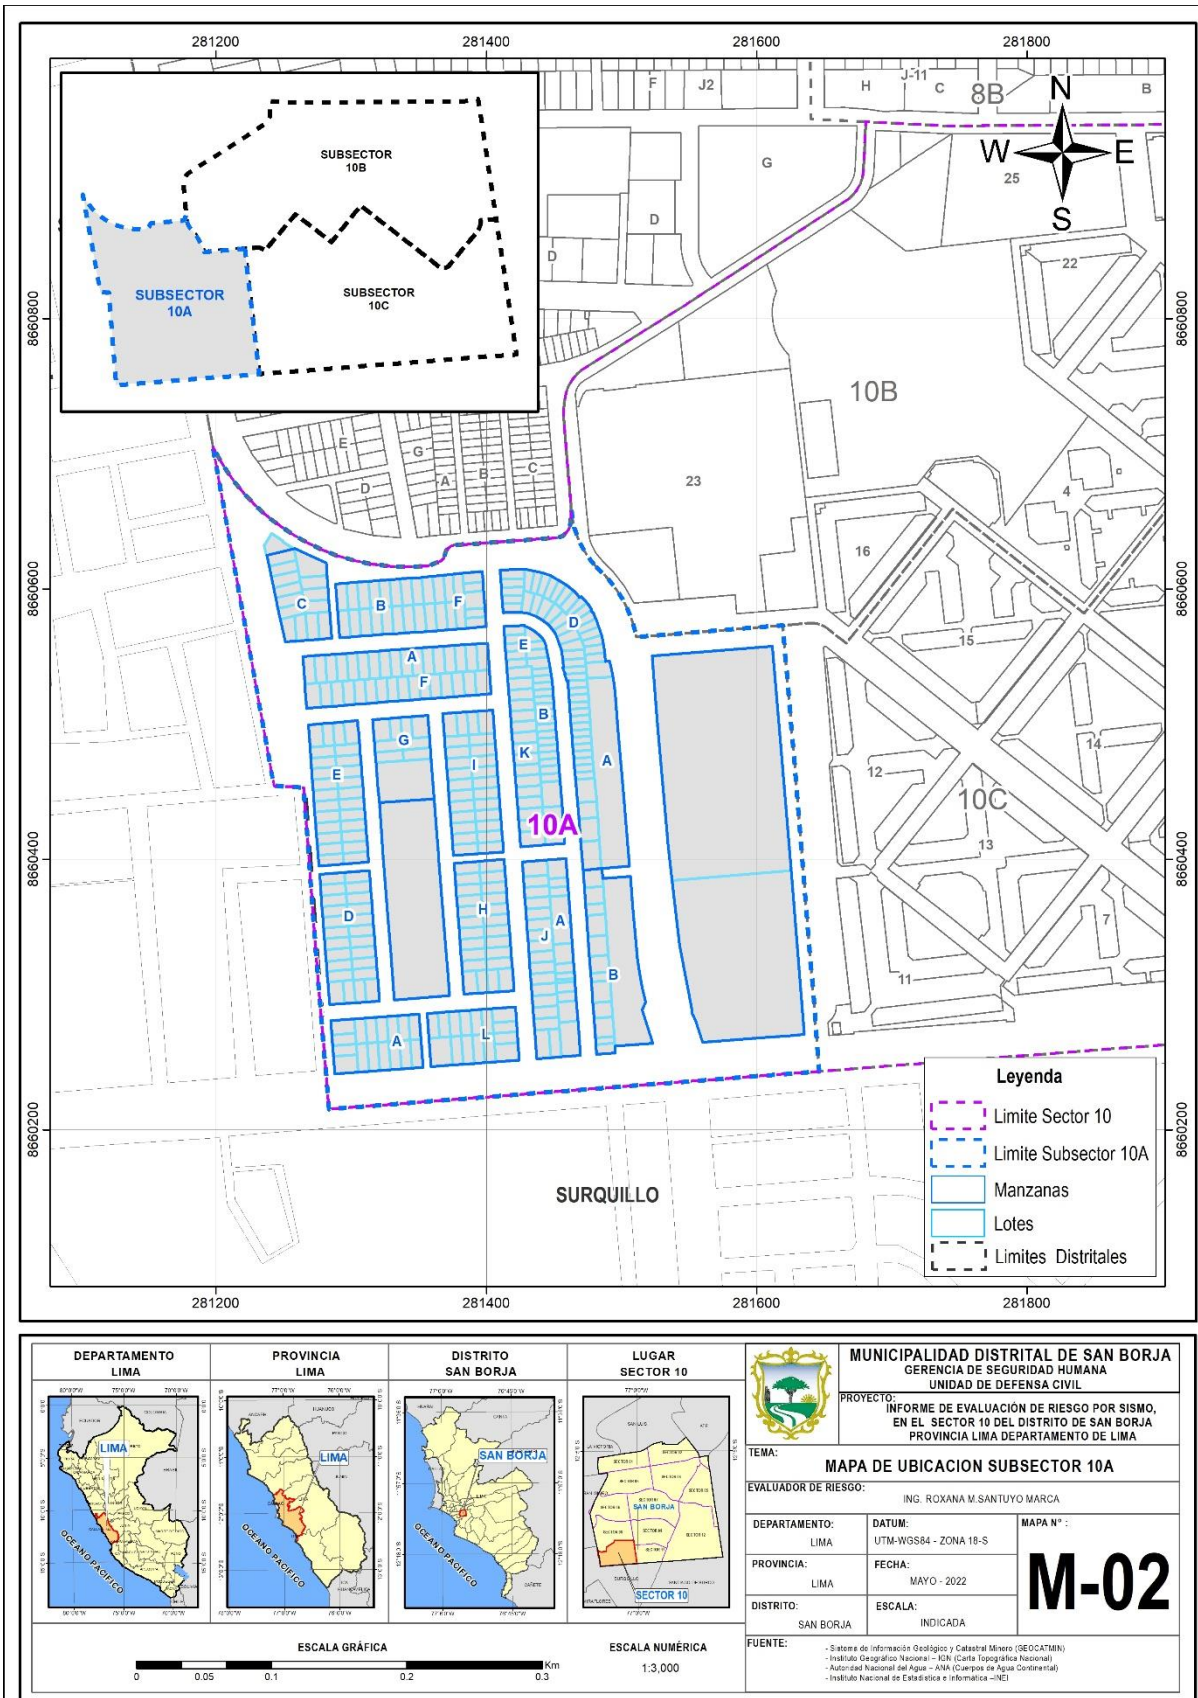 281200
281400
281600
281800
8660800
8660600
8660400
8660200
SUBSECTOR
10B
SUBSECTOR
10A
SUBSECTOR
10C
N
W
E
S
F
J2
H
J-11
C
8B
B
G
25
D
D
22
10B
E
G
A
B
C
D
23
4
16
15
14
12
10C
13
11
7
C
B
F
A
F
D
E
B
K
A
E
G
I
10A
D
H
J
A
B
A
L
SURQUILLO
Leyenda
Limite Sector 10
Limite Subsector 10A
Manzanas
Lotes
Limites Distritales
8660800
8660600
8660400
8660200
281200
281400
281600
281800
DEPARTAMENTO
LIMA
LIMA
OCEANO PACIFICO
PROVINCIA
LIMA
LIMA
OCEANO PACIFICO
DISTRITO
SAN BORJA
SAN BORJA
OCEANO PACIFICO
LUGAR
SECTOR 10
SAN BORJA
SECTOR 10
ESCALA GRÁFICA
0
0.05
0.1
0.2
0.3
Km
ESCALA NUMÉRICA
1:3,000
MUNICIPALIDAD DISTRITAL DE SAN BORJA
GERENCIA DE SEGURIDAD HUMANA
UNIDAD DE DEFENSA CIVIL
PROYECTO:
INFORME DE EVALUACIÓN DE RIESGO POR SISMO,
EN EL SECTOR 10 DEL DISTRITO DE SAN BORJA
PROVINCIA LIMA DEPARTAMENTO DE LIMA
TEMA:
MAPA DE UBICACION SUBSECTOR 10A
EVALUADOR DE RIESGO:
ING. ROXANA M.SANTUYO MARCA
DEPARTAMENTO:
LIMA
DATUM:
UTM-WGS84 - ZONA 18-S
MAPA N° :
M-02
PROVINCIA:
LIMA
FECHA:
MAYO - 2022
DISTRITO:
SAN BORJA
ESCALA:
INDICADA
FUENTE:
- Sistema de Información Geológico y Catastral Minero (GEOCATMIN)
- Instituto Geográfico Nacional – IGN (Carta Topográfica Nacional)
- Autoridad Nacional del Agua – ANA (Cuerpos de Agua Continental)
- Instituto Nacional de Estadística e Informática –INEI